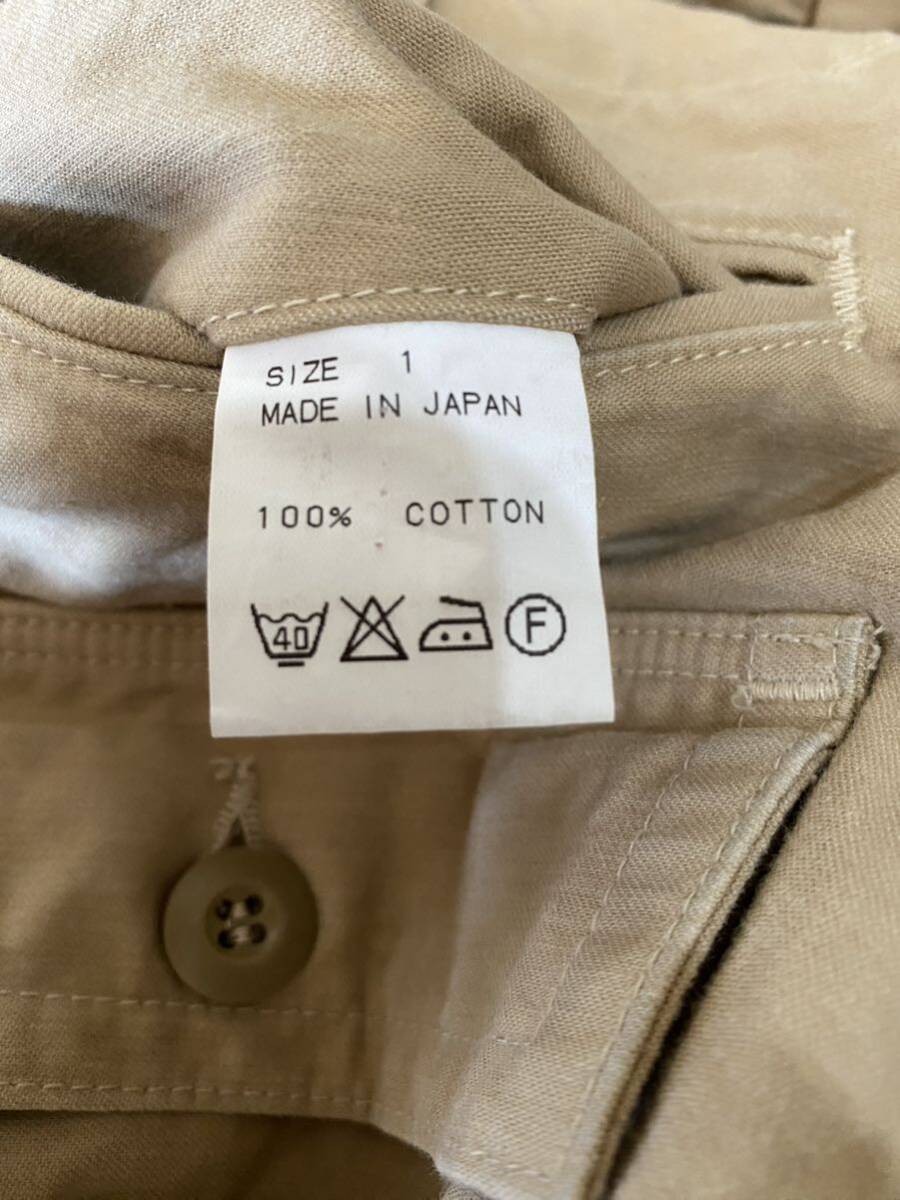 SIZE 1
MADE IN JAPAN
100% COTTON
40 F